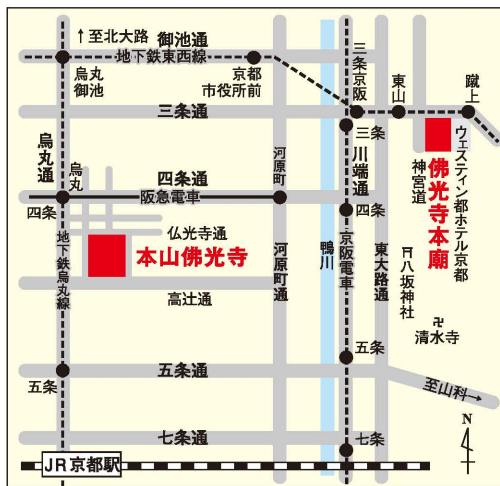 ↑至北大路
御池通
地下鉄東西線
烏丸
御池
京都
市役所前
三条京阪
東山
蹴上
三条通
三条
烏丸通
烏丸
四条通
阪急電車
河原町
川端通
神宮道
佛光寺本廟
ウェスティン都ホテル京都
四条
四条
仏光寺通
本山佛光寺
地下鉄烏丸線
高辻通
河原町通
鴨川
京阪電車
東大路通
八坂神社
卍
清水寺
五条
五条通
五条
至山科→
七条通
七条
JR京都駅
N